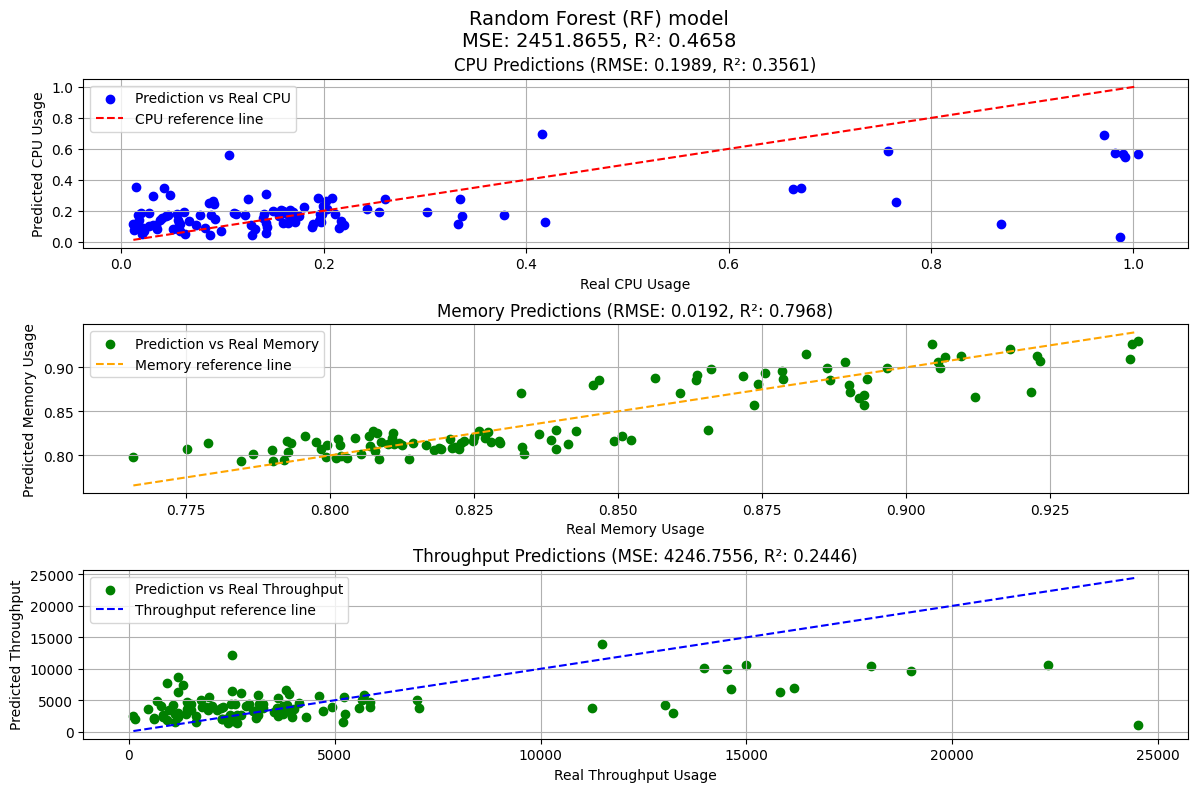 Random Forest (RF) model
MSE: 2451.8655, R²: 0.4658
CPU Predictions (RMSE: 0.1989, R²: 0.3561)
Predicted CPU Usage
1.0
0.8
0.6
0.4
0.2
0.0
Prediction vs Real CPU
CPU reference line
0.0 0.2 0.4 0.6 0.8 1.0
Real CPU Usage
Memory Predictions (RMSE: 0.0192, R²: 0.7968)
Predicted Memory Usage
0.90
0.85
0.80
Prediction vs Real Memory
Memory reference line
0.775 0.800 0.825 0.850 0.875 0.900 0.925
Real Memory Usage
Throughput Predictions (MSE: 4246.7556, R²: 0.2446)
Predicted Throughput
25000
20000
15000
10000
5000
0
Prediction vs Real Throughput
Throughput reference line
0 5000 10000 15000 20000 25000
Real Throughput Usage